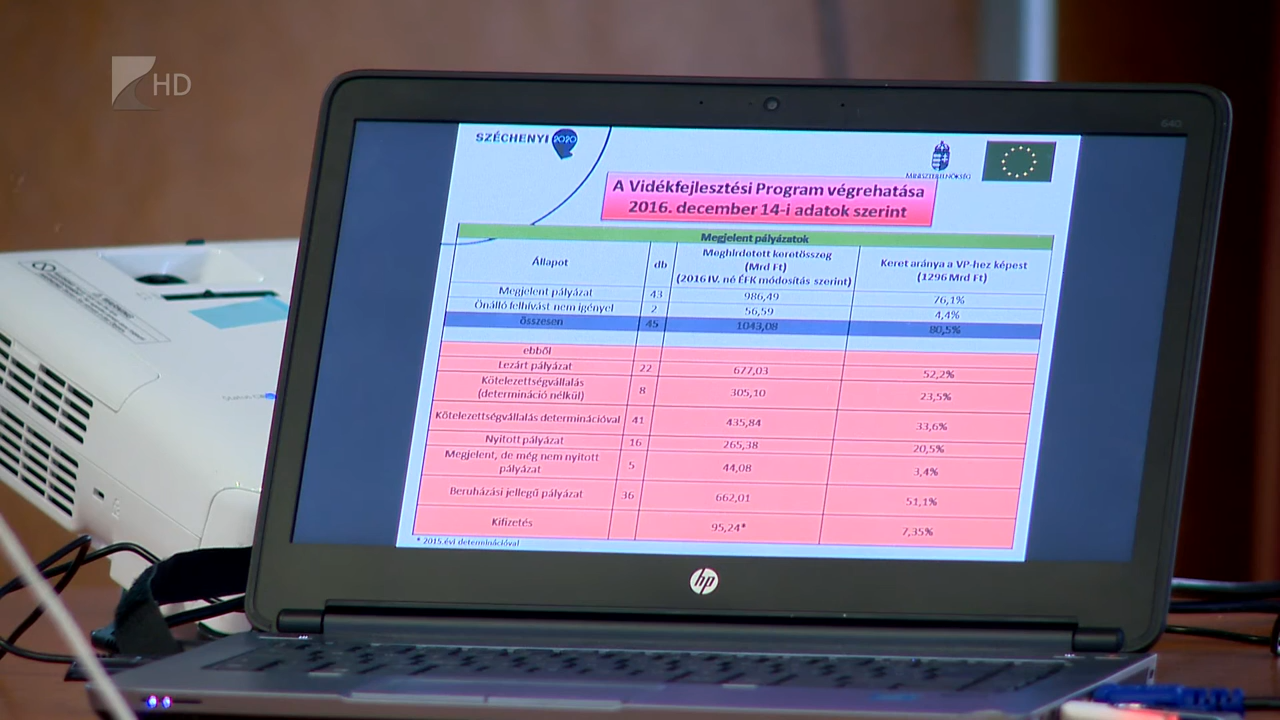 HD
640
SZÉCHENYI 2020
MINISZTERELNÖKSÉG
A Vidékfejlesztési Program végrehatása
2016. december 14-i adatok szerint
Megjelent pályázatok
Állapot db Meghirdetett keretösszeg (Mrd Ft) (2016 IV. né ÉFK módosítás szerint) Keret aránya a VP-hez képest (1296 Mrd Ft)
Megjelent pályázat 43 986,49 76,1%
Önálló felhívást nem igényel 2 56,59 4,4%
összesen 45 1043,08 80,5%
ebből
Lezárt pályázat 22 677,03 52,2%
Kötelezettségvállalás (determináció nélkül) 8 305,10 23,5%
Kötelezettségvállalás determinációval 41 435,84 33,6%
Nyitott pályázat 16 265,38 20,5%
Megjelent, de még nem nyitott pályázat 5 44,08 3,4%
Beruházási jellegű pályázat 36 662,01 51,1%
Kifizetés 95,24* 7,35%
* 2015.évi determinációval
hp